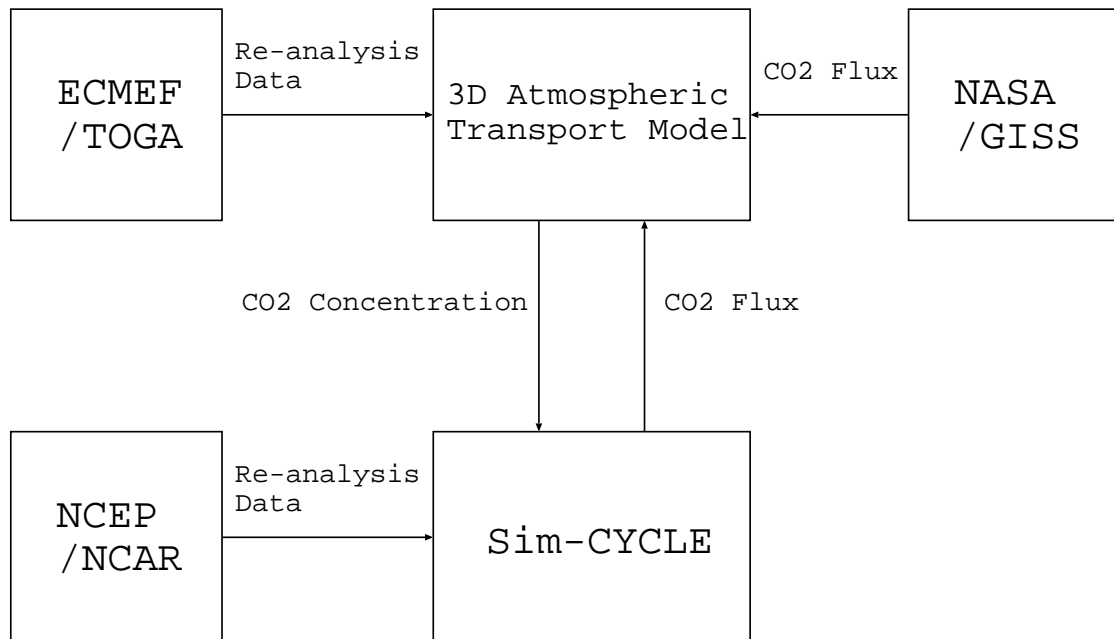 Re-analysis
Data
ECMEF
/TOGA
3D Atmospheric
Transport Model
CO2 Flux
NASA
/GISS
CO2 Concentration
CO2 Flux
Re-analysis
Data
NCEP
/NCAR
Sim-CYCLE